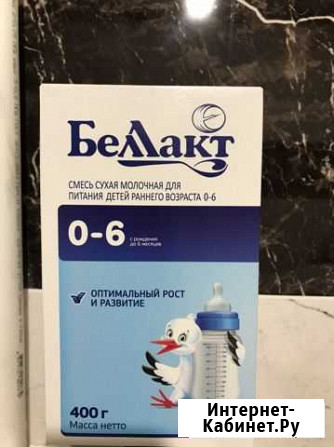 Беллакт
СМЕСЬ СУХАЯ МОЛОЧНАЯ ДЛЯ
ПИТАНИЯ ДЕТЕЙ РАННЕГО ВОЗРАСТА 0-6
0-6
с рождения
до 6 месяцев
ОПТИМАЛЬНЫЙ РОСТ
И РАЗВИТИЕ
400 г
Масса нетто
Интернет-
Кабинет.Ру